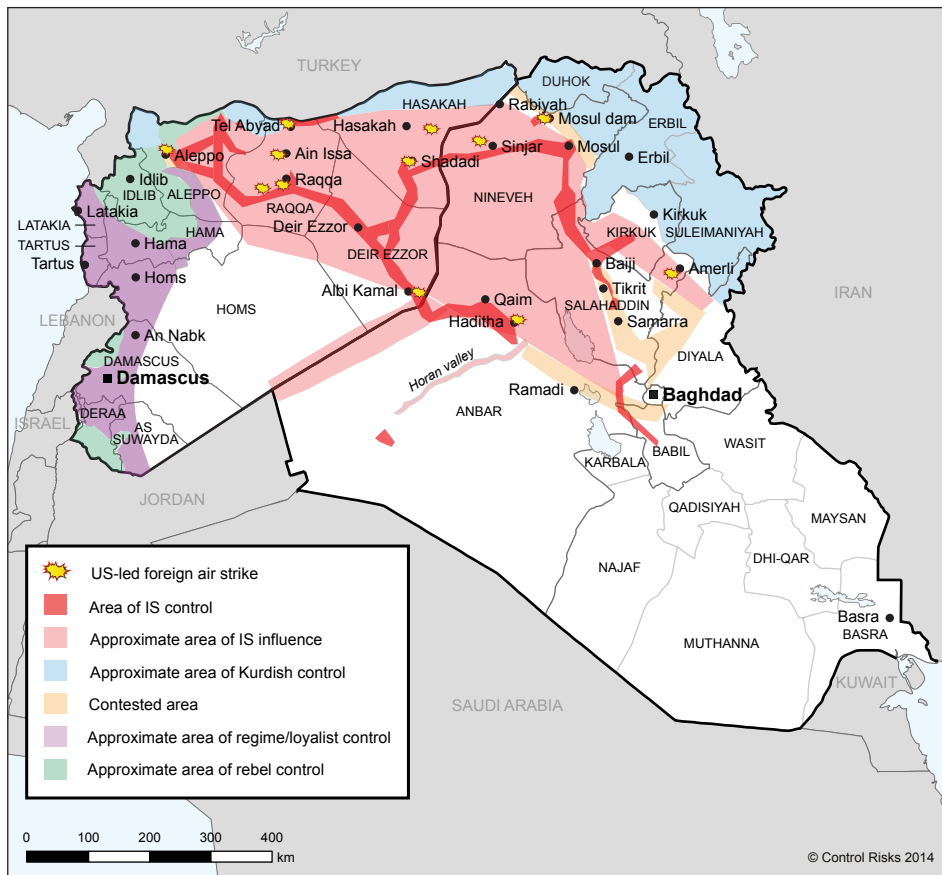 TURKEY
DUHOK
HASAKAH
Rabiyah
Mosul dam
ERBIL
Tel Abyad
Hasakah
Aleppo
Ain Issa
Shadadi
Sinjar
Mosul
Erbil
Idlib
IDLIB
ALEPPO
Raqqa
RAQQA
NINEVEH
Latakia
LATAKIA
HAMA
Deir Ezzor
Kirkuk
KIRKUK
SULEIMANIYAH
TARTUS
Hama
DEIR EZZOR
Tartus
Homs
Baiji
Amerli
Albi Kamal
Qaim
Tikrit
IRAN
HOMS
SALAHADDIN
LEBANON
Haditha
Samarra
An Nabk
DIYALA
DAMASCUS
Horan valley
Damascus
Ramadi
Baghdad
ISRAEL
DERAA
AS
SUWAYDA
ANBAR
WASIT
KARBALA
BABIL
JORDAN
QADISIYAH
MAYSAN
NAJAF
DHI-QAR
Basra
BASRA
MUTHANNA
KUWAIT
SAUDI ARABIA
US-led foreign air strike
Area of IS control
Approximate area of IS influence
Approximate area of Kurdish control
Contested area
Approximate area of regime/loyalist control
Approximate area of rebel control
0 100 200 300 400
km
© Control Risks 2014